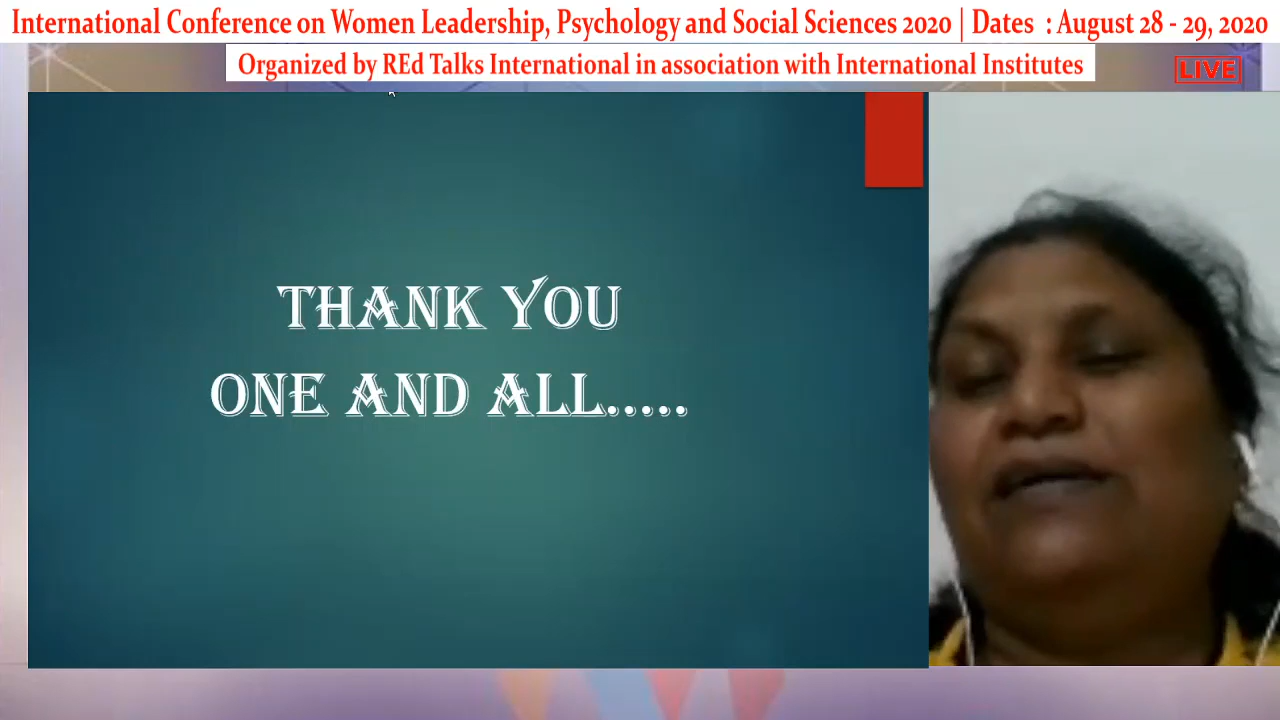 International Conference on Women Leadership, Psychology and Social Sciences 2020 | Dates : August 28 - 29, 2020
Organized by REd Talks International in association with International Institutes
LIVE
THANK YOU
ONE AND ALL.....